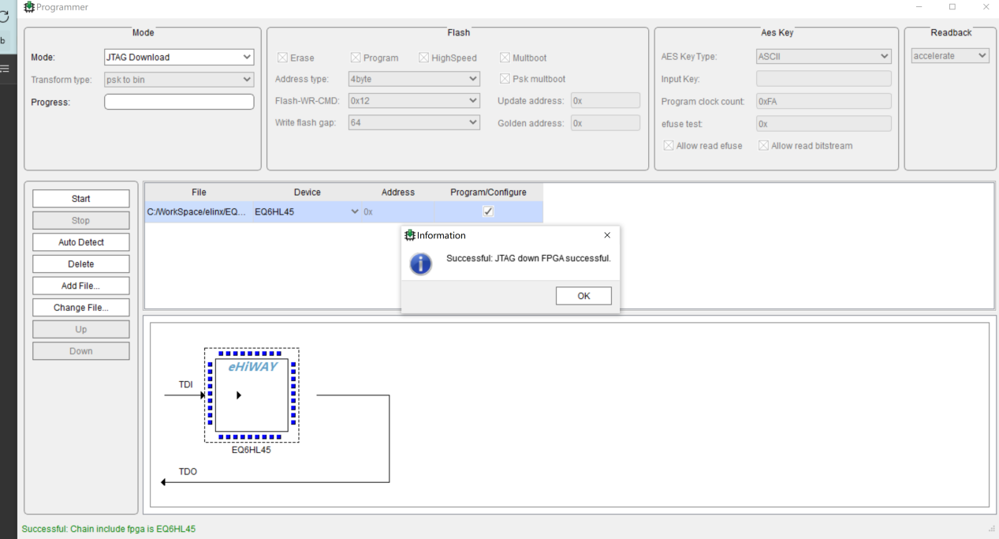 Programmer
b
Mode
Mode:
JTAG Download
Transform type:
psk to bin
Progress:
Flash
Erase
Program
HighSpeed
Multboot
Address type:
4byte
Psk multboot
Flash-WR-CMD:
0x12
Update address:
0x
Write flash gap:
64
Golden address:
0x
Aes Key
AES Key Type:
ASCII
Input Key:
Program clock count:
0xFA
efuse test:
0x
Allow read efuse
Allow read bitstream
Readback
accelerate
Start
Stop
Auto Detect
Delete
Add File...
Change File...
Up
Down
File
Device
Address
Program/Configure
C:/WorkSpace/elinx/EQ...
EQ6HL45
0x
Information
Successful: JTAG down FPGA successful.
OK
eHiWAY
TDI
EQ6HL45
TDO
Successful: Chain include fpga is EQ6HL45